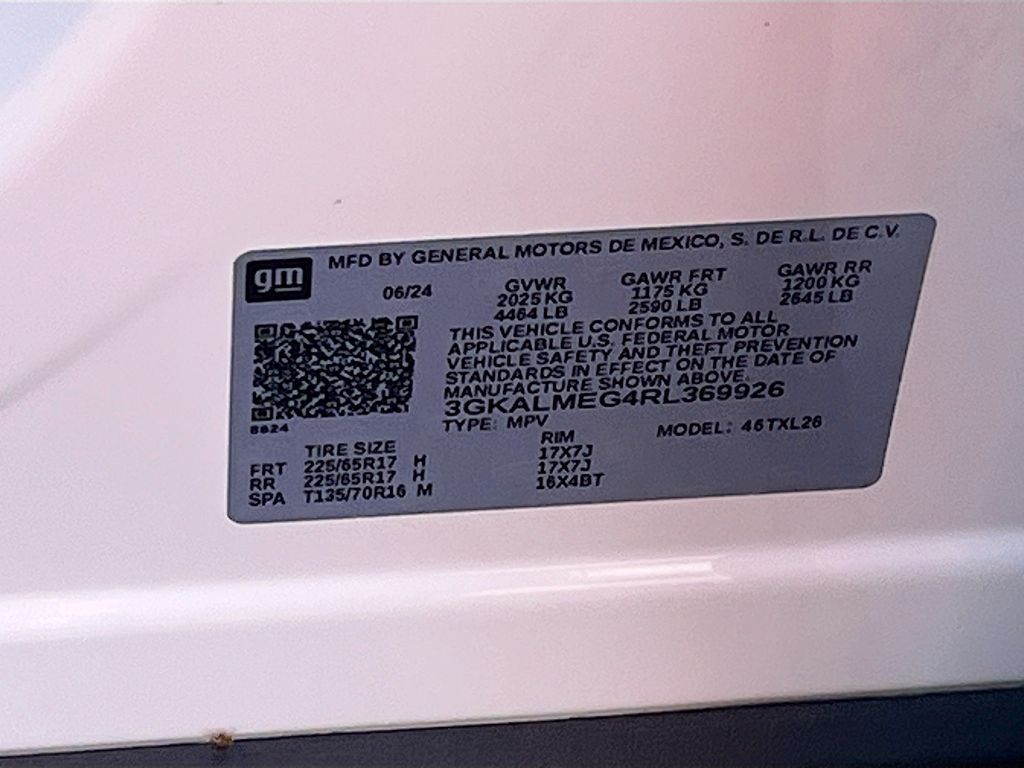 gm
MFD BY GENERAL MOTORS DE MEXICO, S. DE R.L. DE C.V.
06/24 GVWR GAWR FRT GAWR RR
2025 KG 1175 KG 1200 KG
4464 LB 2590 LB 2645 LB
THIS VEHICLE CONFORMS TO ALL
APPLICABLE U.S. FEDERAL MOTOR
VEHICLE SAFETY AND THEFT PREVENTION
STANDARDS IN EFFECT ON THE DATE OF
MANUFACTURE SHOWN ABOVE.
3GKALMEG4RL369926
8624
TYPE: MPV MODEL: 46TXL26
TIRE SIZE RIM
FRT 225/65R17 H 17X7J
RR 225/65R17 H 17X7J
SPA T135/70R16 M 16X4BT